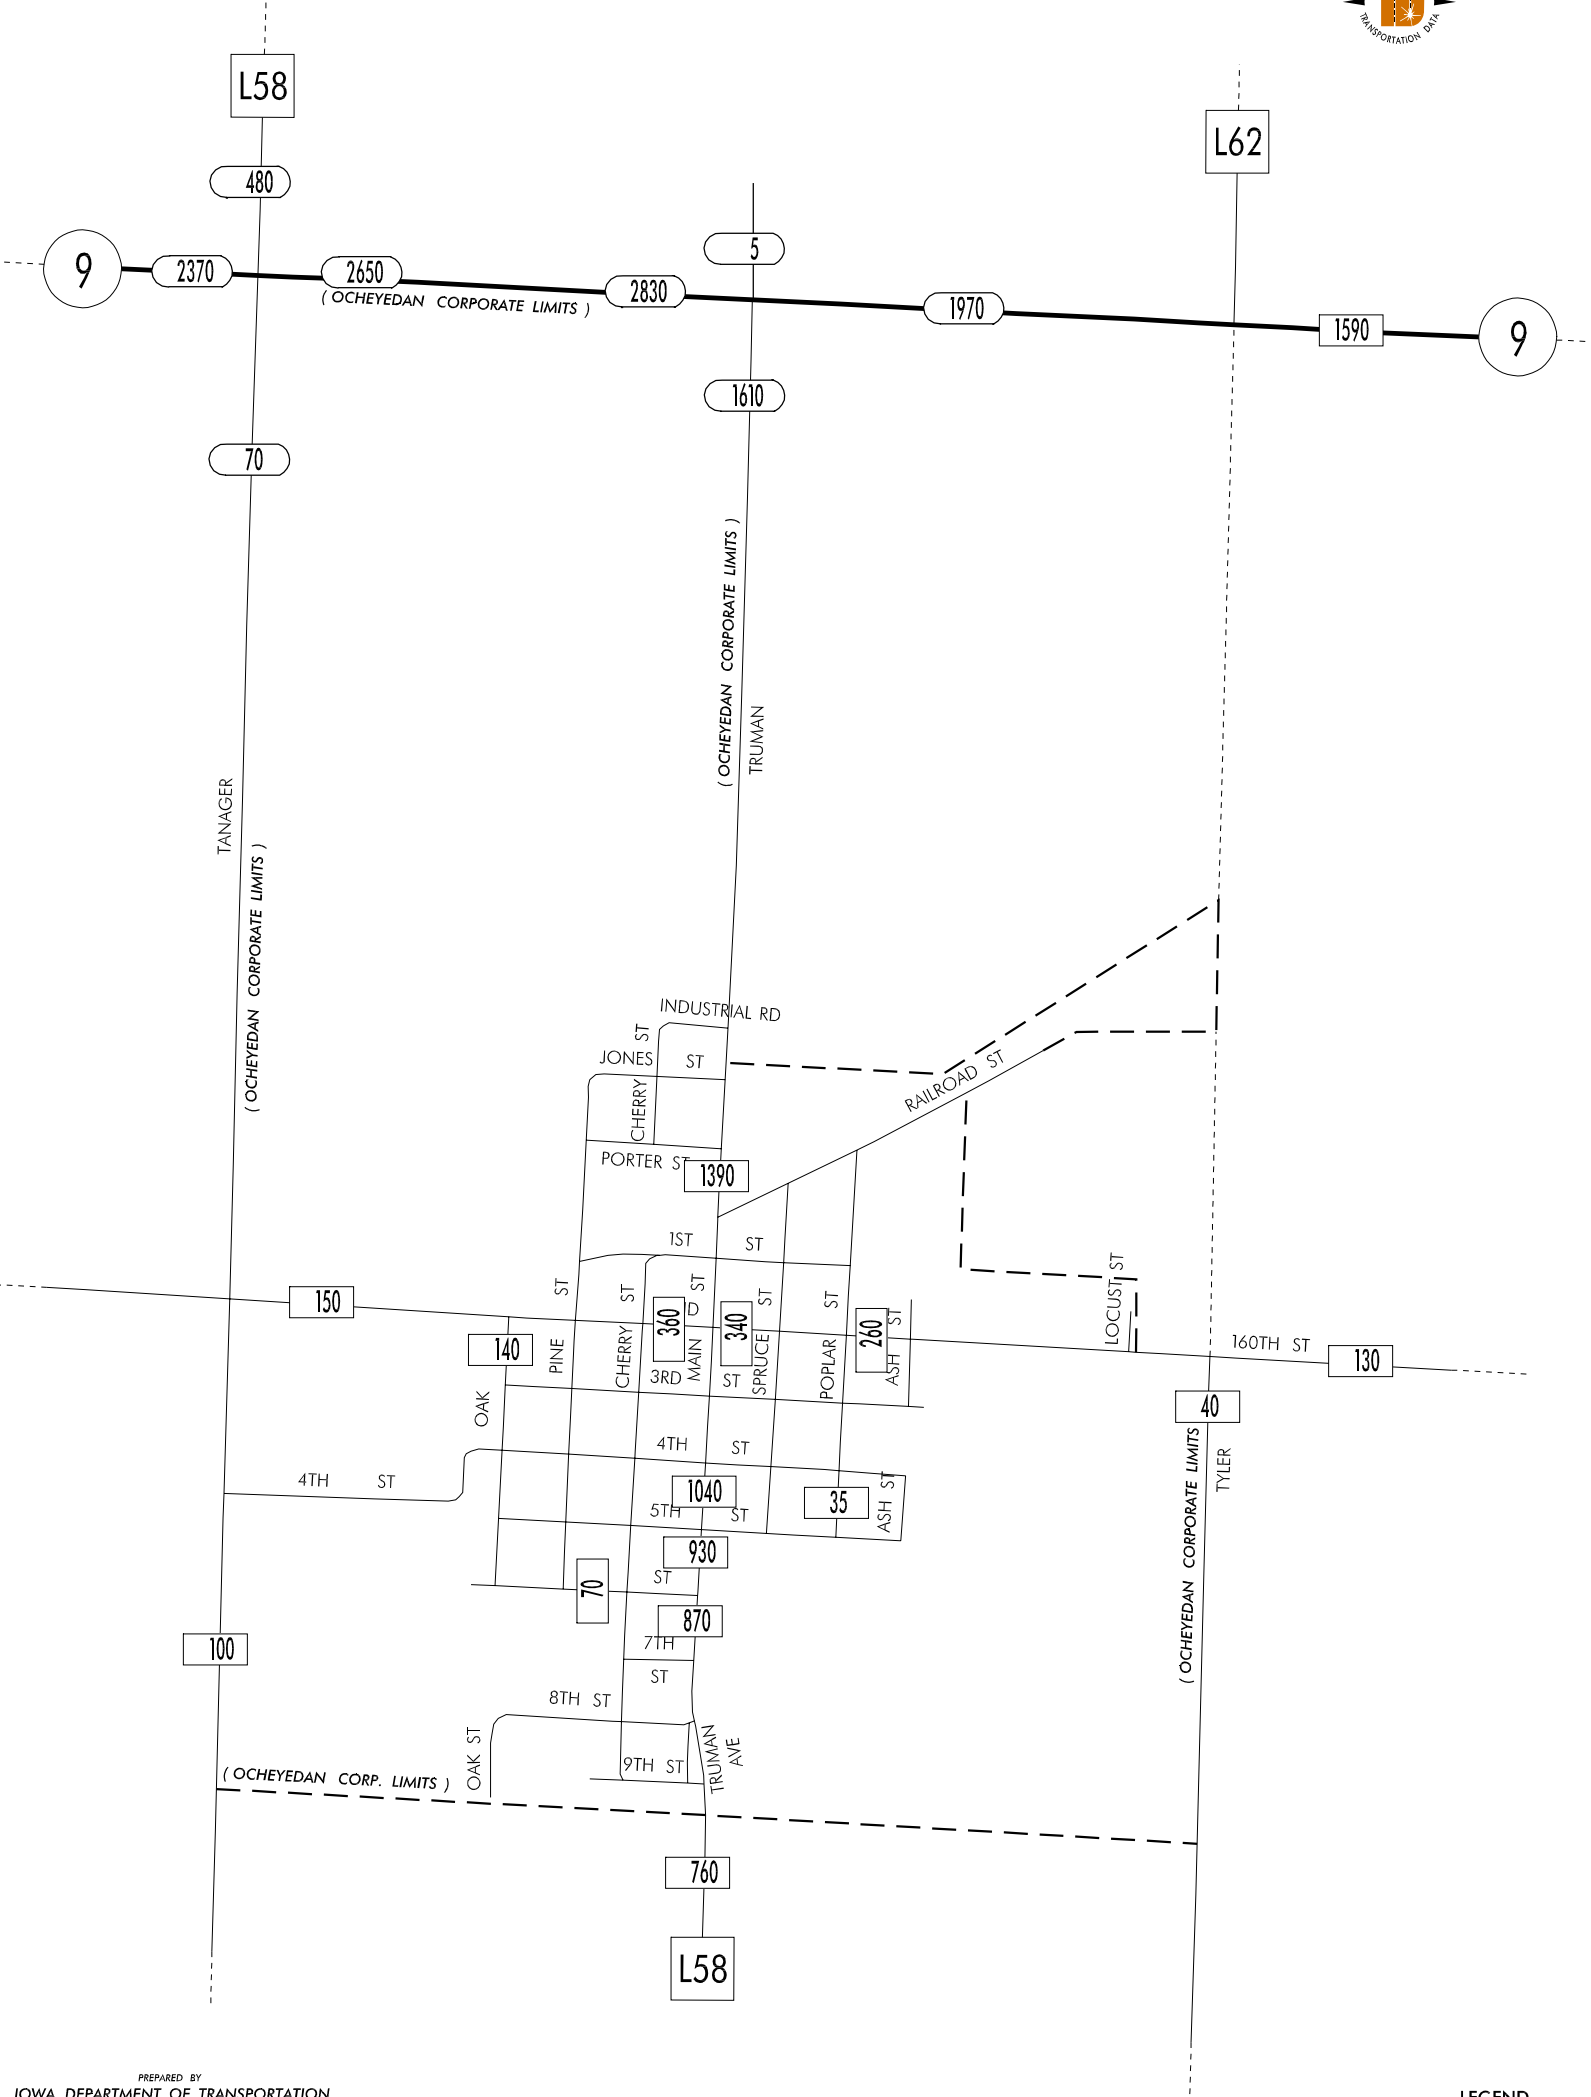 TRANSPORTATION DATA
L58
L62
480
5
9
2370
2650
( OCHEYEDAN CORPORATE LIMITS )
2830
1970
1590
9
1610
70
( OCHEYEDAN CORPORATE LIMITS )
TRUMAN
TANAGER
( OCHEYEDAN CORPORATE LIMITS )
INDUSTRIAL RD
JONES ST
CHERRY ST
RAILROAD ST
PORTER ST
1390
1ST ST
150
140
PINE ST
CHERRY ST
360
D
MAIN ST
340
SPRUCE ST
POPLAR ST
260
ASH ST
LOCUST ST
160TH ST
130
3RD ST
OAK
40
4TH ST
4TH ST
TYLER
( OCHEYEDAN CORPORATE LIMITS
1040
35
ASH ST
5TH ST
930
70
ST
870
100
7TH
ST
8TH ST
OAK ST
TRUMAN
AVE
9TH ST
( OCHEYEDAN CORP. LIMITS )
760
L58
PREPARED BY
IOWA DEPARTMENT OF TRANSPORTATION
LEGEND